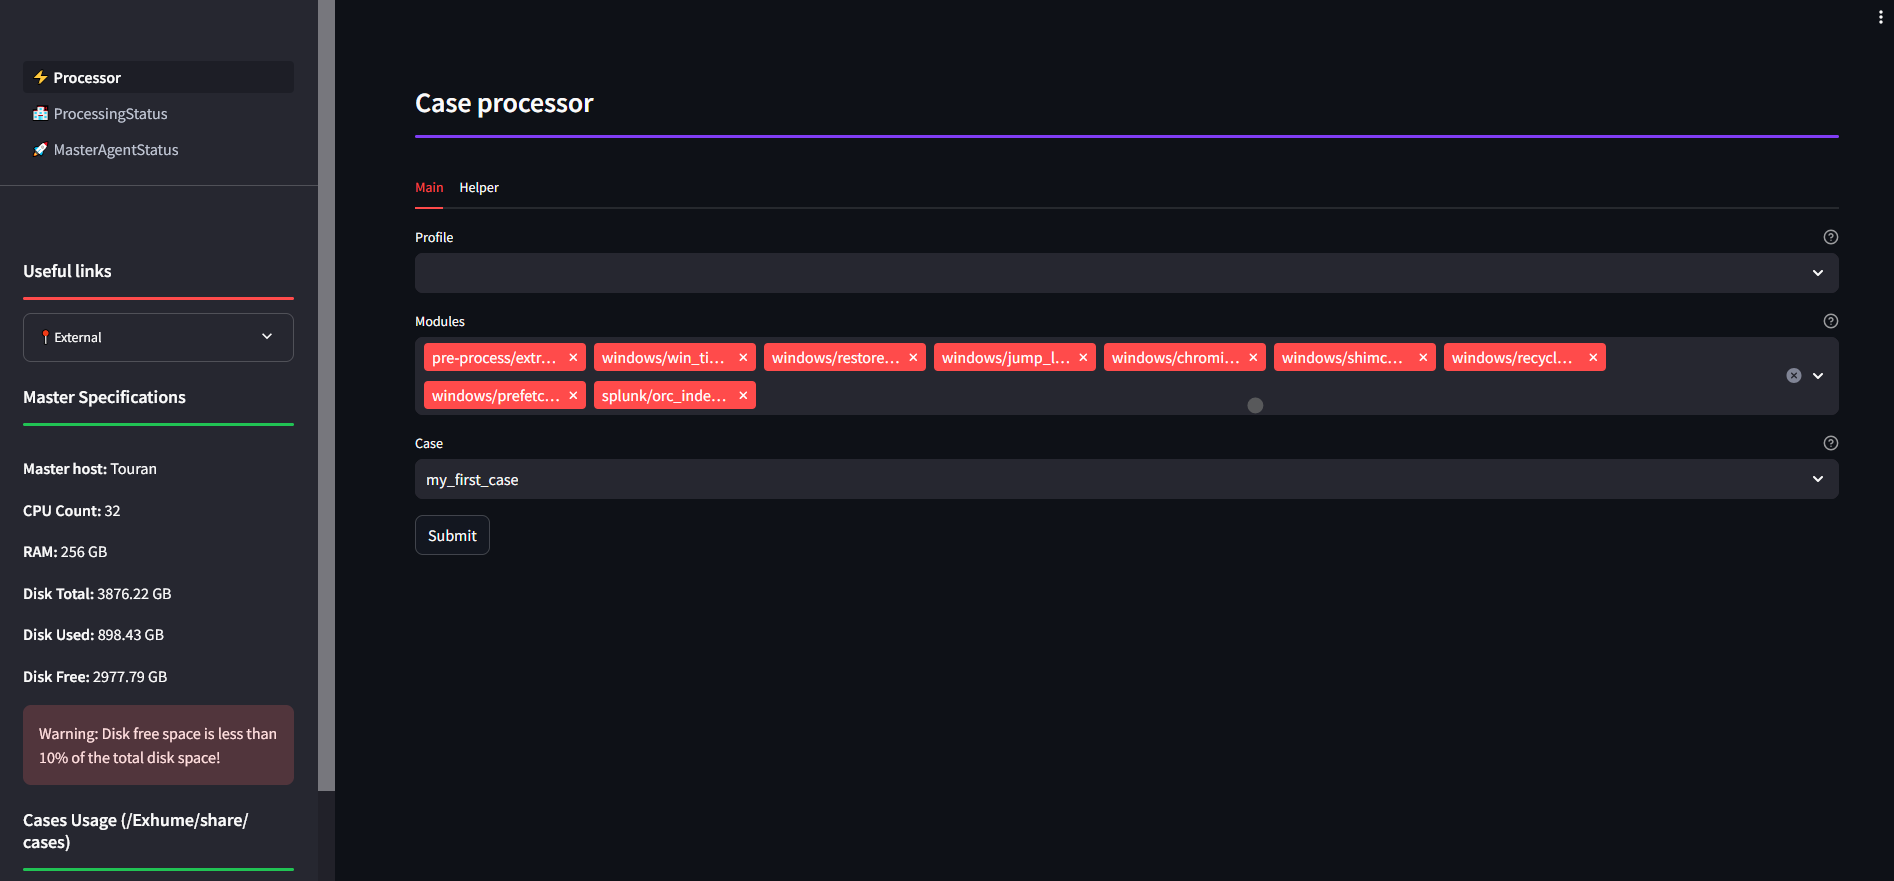 Processor
ProcessingStatus
MasterAgentStatus
Useful links
External
Master Specifications
Master host: Touran
CPU Count: 32
RAM: 256 GB
Disk Total: 3876.22 GB
Disk Used: 898.43 GB
Disk Free: 2977.79 GB
Warning: Disk free space is less than
10% of the total disk space!
Cases Usage (/Exhume/share/
cases)
Case processor
Main Helper
Profile
Modules
pre-process/extr... windows/win_ti... windows/restore... windows/jump_l... windows/chromi... windows/shimc... windows/recycl...
windows/prefetc... splunk/orc_inde...
Case
my_first_case
Submit